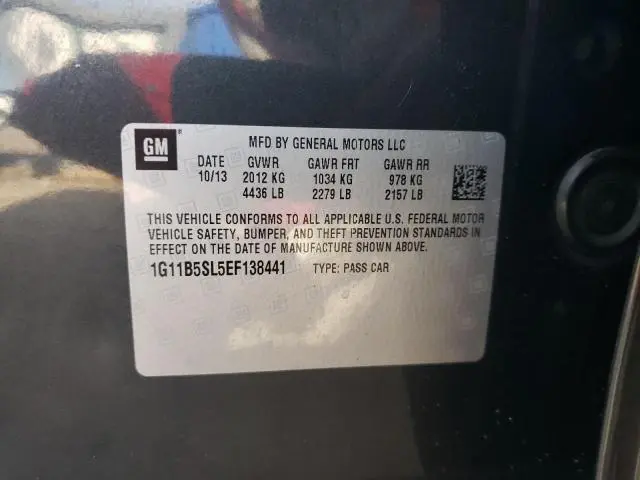 GM ® MFD BY GENERAL MOTORS LLC
DATE GVWR GAWR FRT GAWR RR
10/13 2012 KG 1034 KG 978 KG
4436 LB 2279 LB 2157 LB
THIS VEHICLE CONFORMS TO ALL APPLICABLE U.S. FEDERAL MOTOR
VEHICLE SAFETY, BUMPER, AND THEFT PREVENTION STANDARDS IN
EFFECT ON THE DATE OF MANUFACTURE SHOWN ABOVE.
1G11B5SL5EF138441 TYPE: PASS CAR